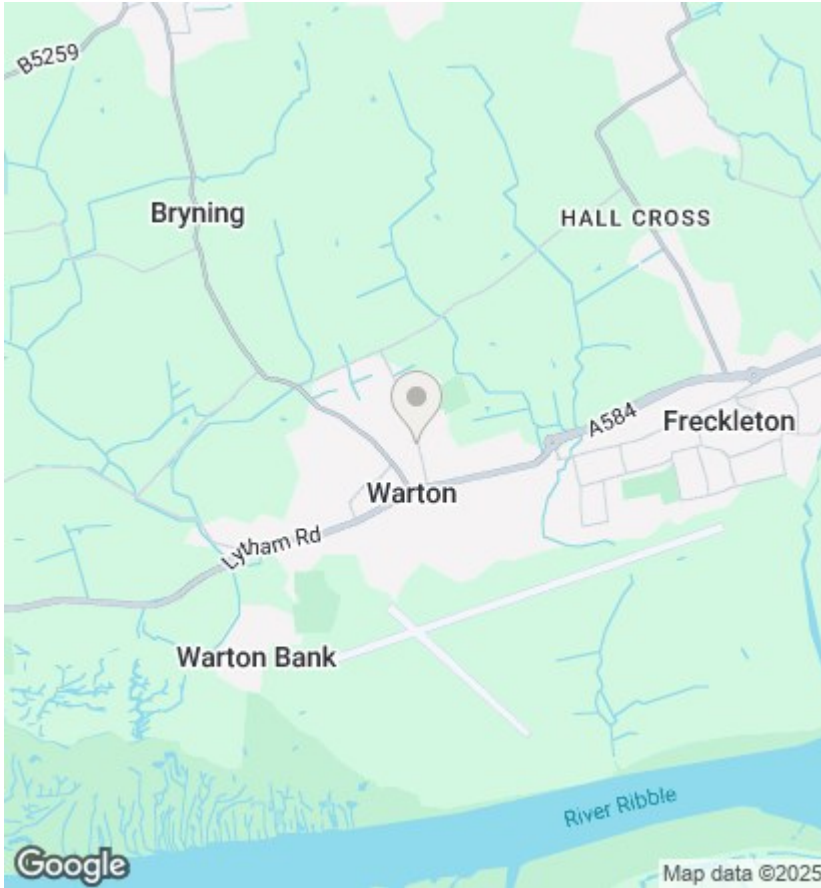 B5259
Bryning
HALL CROSS
A584
Freckleton
Warton
Lytham Rd
Warton Bank
River Ribble
Google
Map data ©2025